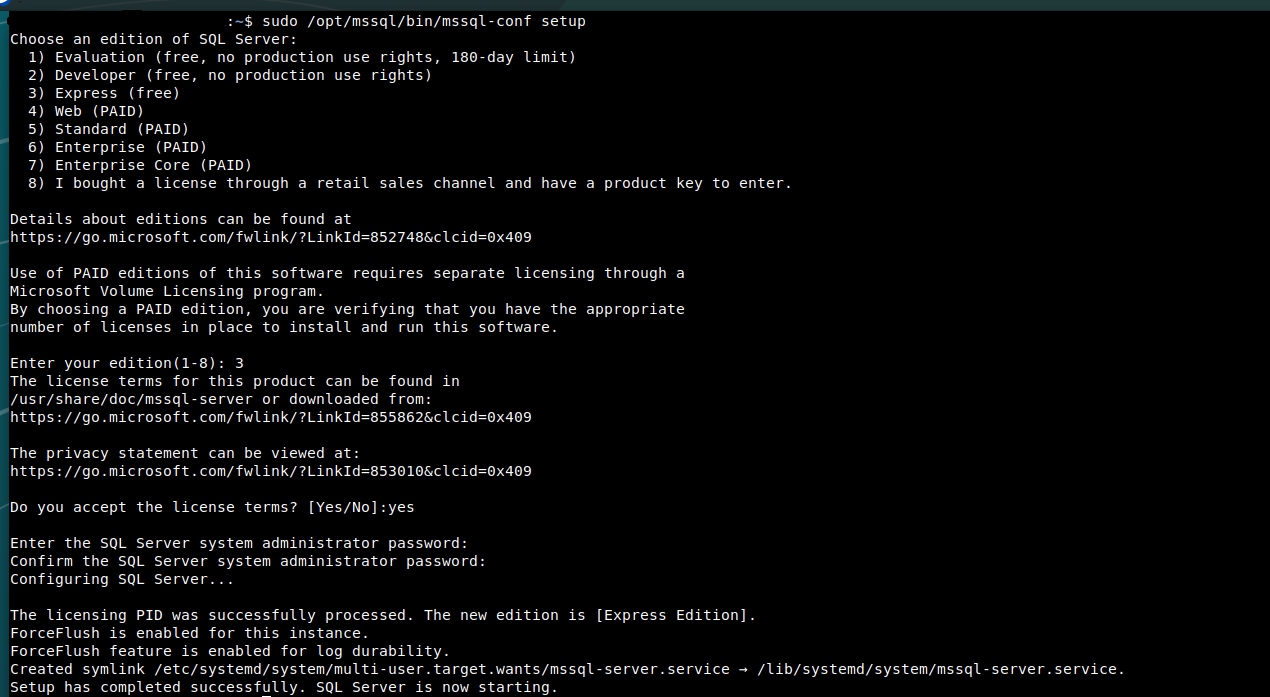 :~$ sudo /opt/mssql/bin/mssql-conf setup
Choose an edition of SQL Server:
  1) Evaluation (free, no production use rights, 180-day limit)
  2) Developer (free, no production use rights)
  3) Express (free)
  4) Web (PAID)
  5) Standard (PAID)
  6) Enterprise (PAID)
  7) Enterprise Core (PAID)
  8) I bought a license through a retail sales channel and have a product key to enter.

Details about editions can be found at
https://go.microsoft.com/fwlink/?LinkId=852748&clcid=0x409

Use of PAID editions of this software requires separate licensing through a
Microsoft Volume Licensing program.
By choosing a PAID edition, you are verifying that you have the appropriate
number of licenses in place to install and run this software.

Enter your edition(1-8): 3
The license terms for this product can be found in
/usr/share/doc/mssql-server or downloaded from:
https://go.microsoft.com/fwlink/?LinkId=855862&clcid=0x409

The privacy statement can be viewed at:
https://go.microsoft.com/fwlink/?LinkId=853010&clcid=0x409

Do you accept the license terms? [Yes/No]:yes

Enter the SQL Server system administrator password:
Confirm the SQL Server system administrator password:
Configuring SQL Server...

The licensing PID was successfully processed. The new edition is [Express Edition].
ForceFlush is enabled for this instance.
ForceFlush feature is enabled for log durability.
Created symlink /etc/systemd/system/multi-user.target.wants/mssql-server.service → /lib/systemd/system/mssql-server.service.
Setup has completed successfully. SQL Server is now starting.